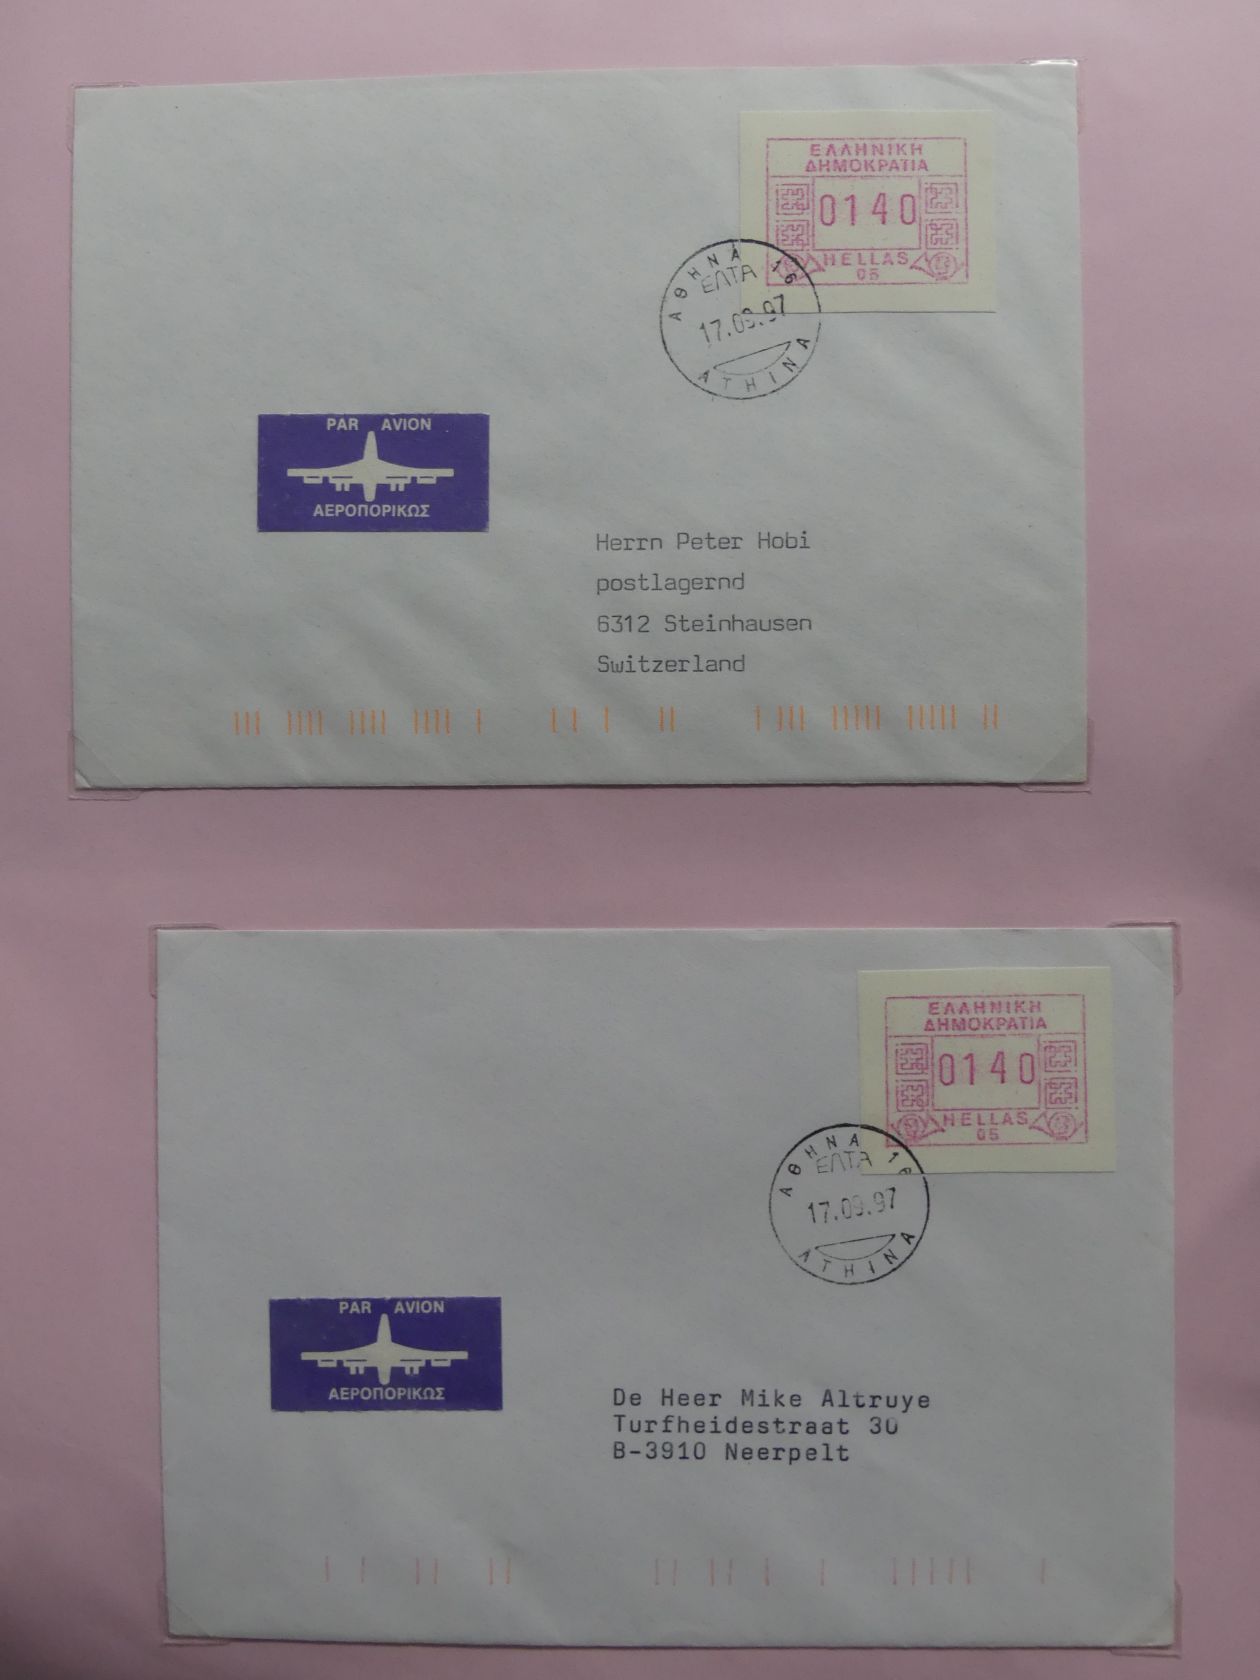 ΕΛΛΗΝΙΚΗ
ΔΗΜΟΚΡΑΤΙΑ
0140
HELLAS
05
ΑΘΗΝΑ 16
ΕΛΤΑ
17.09.97
ATHINA
PAR AVION
ΑΕΡΟΠΟΡΙΚΩΣ
Herrn Peter Hobi
postlagernd
6312 Steinhausen
Switzerland
ΕΛΛΗΝΙΚΗ
ΔΗΜΟΚΡΑΤΙΑ
0140
HELLAS
05
ΑΘΗΝΑ 16
ΕΛΤΑ
17.09.97
ATHINA
PAR AVION
ΑΕΡΟΠΟΡΙΚΩΣ
De Heer Mike Altruye
Turfheidestraat 30
B-3910 Neerpelt